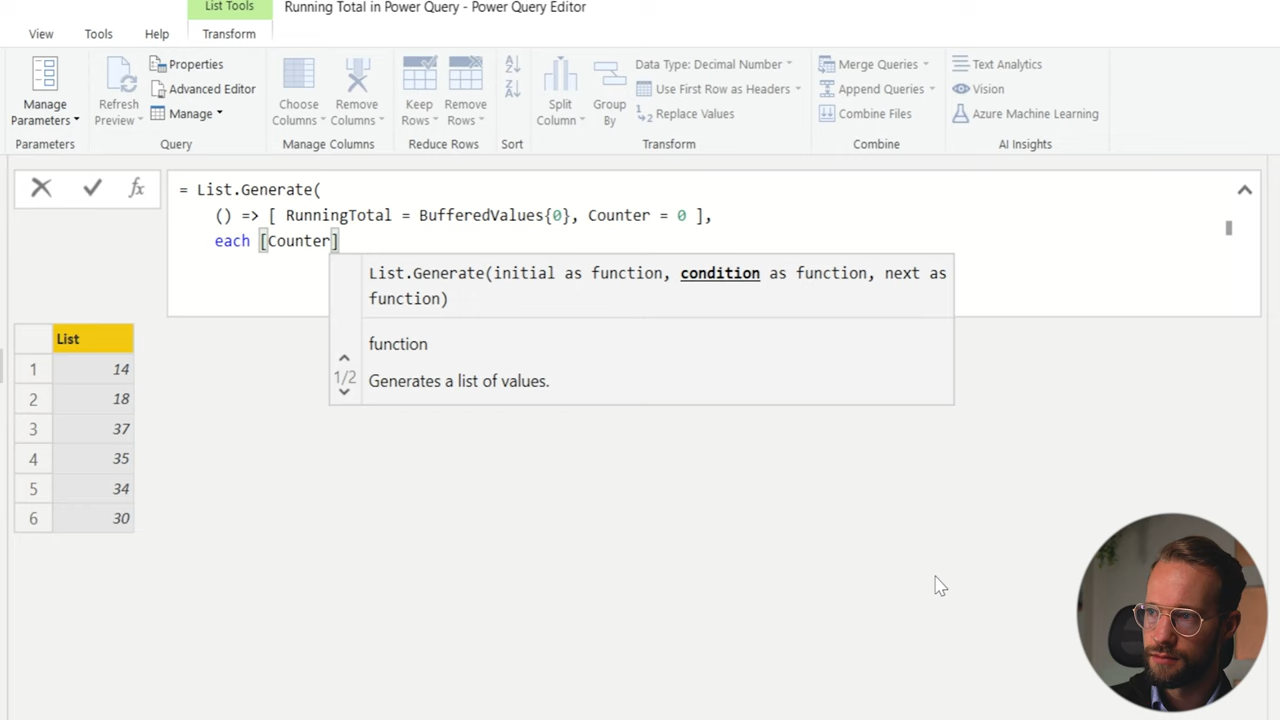 List Tools
Running Total in Power Query - Power Query Editor
View
Tools
Help
Transform
Manage
Parameters
Parameters
Refresh
Preview
Properties
Advanced Editor
Manage
Query
Choose
Columns
Remove
Columns
Manage Columns
Keep
Rows
Remove
Rows
Reduce Rows
A
Z
Z
A
Sort
Split
Column
Group
By
Data Type: Decimal Number
Use First Row as Headers
1
2
Replace Values
Transform
Merge Queries
Append Queries
Combine Files
Combine
Text Analytics
Vision
Azure Machine Learning
AI Insights
fx
= List.Generate(
() => [ RunningTotal = BufferedValues{0}, Counter = 0 ],
each [Counter]
List.Generate(initial as function, condition as function, next as
function)
function
1/2
Generates a list of values.
List
1 14
2 18
3 37
4 35
5 34
6 30